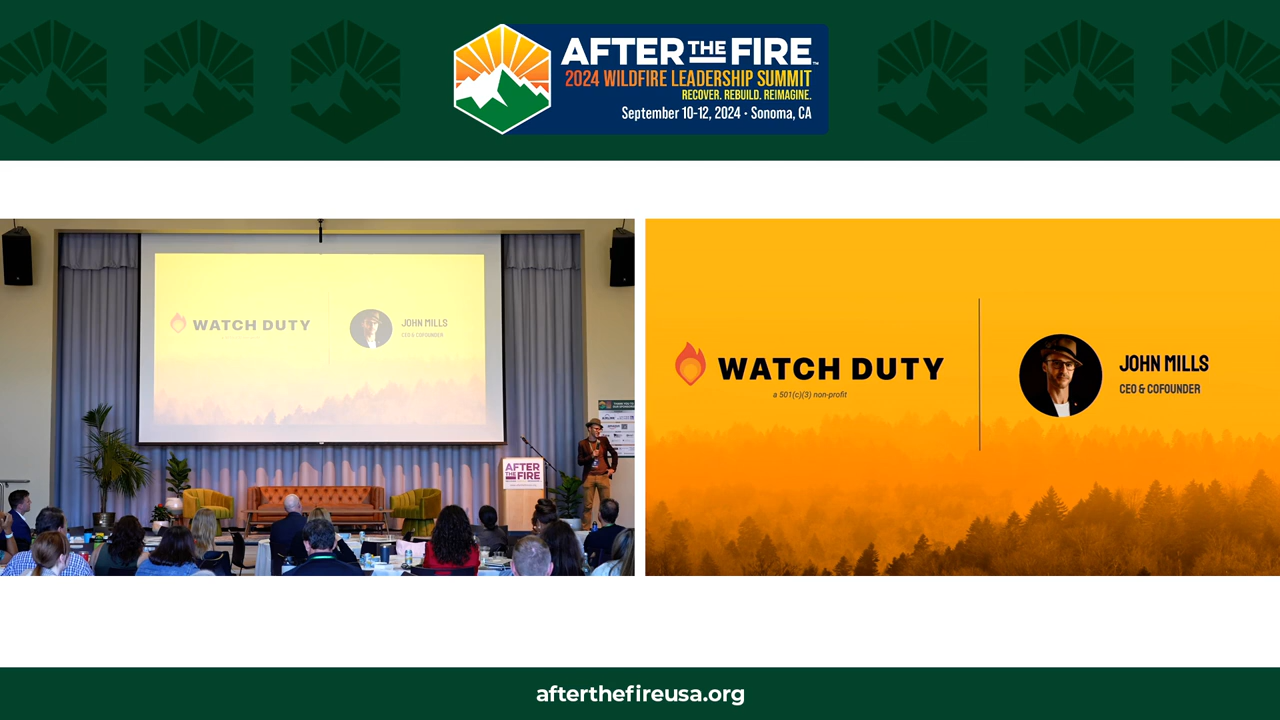 AFTER THE FIRE™
2024 WILDFIRE LEADERSHIP SUMMIT
RECOVER. REBUILD. REIMAGINE.
September 10-12, 2024 • Sonoma, CA
WATCH DUTY
JOHN MILLS
CEO & COFOUNDER
AFTER
THE
FIRE
WATCH DUTY
a 501(c)(3) non-profit
JOHN MILLS
CEO & COFOUNDER
afterthefireusa.org